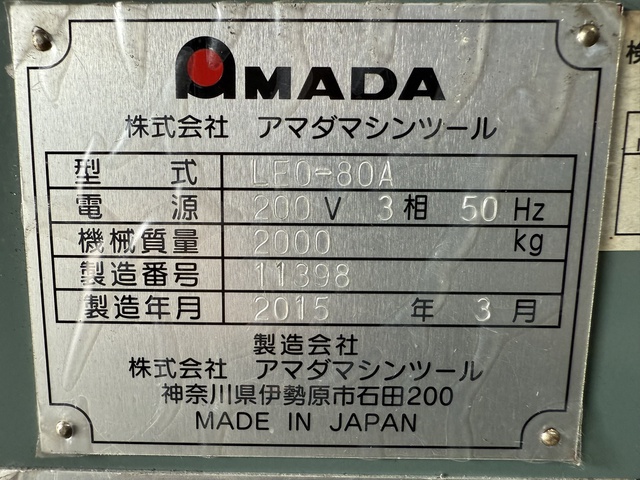 AMADA
株式会社 アマダマシンツール
型式 LEO-80A
電源 200 V 3相 50 Hz
機械質量 2000 kg
製造番号 11398
製造年月 2015 年 3月
製造会社
株式会社 アマダマシンツール
神奈川県伊勢原市石田200
MADE IN JAPAN
検